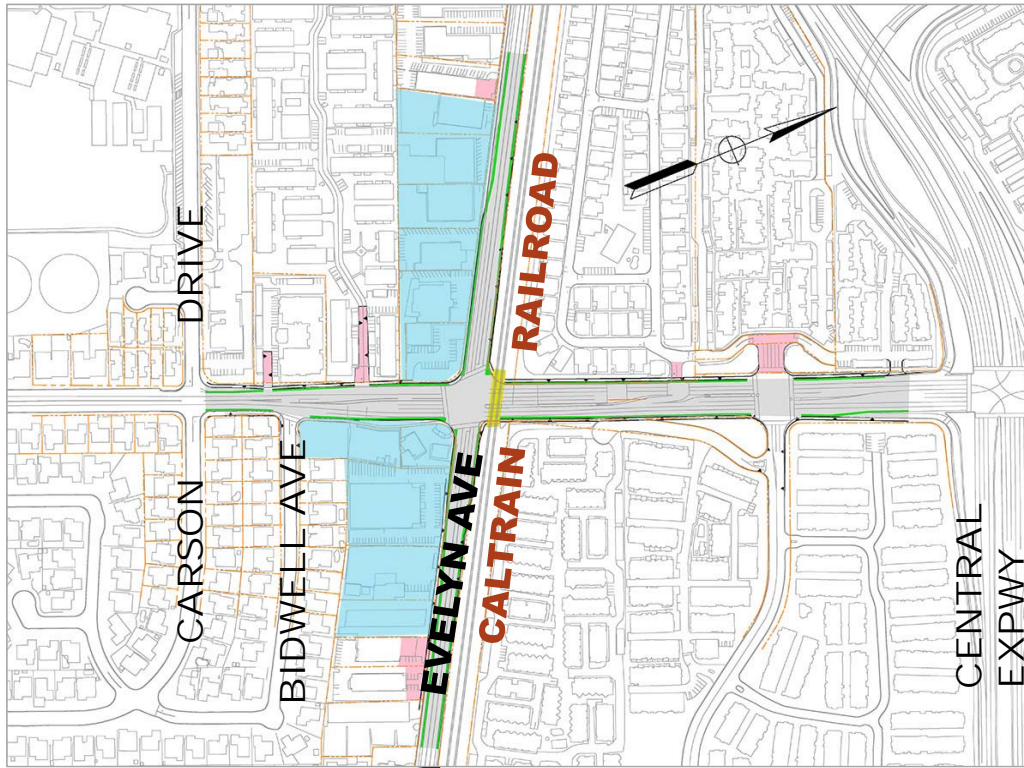 CARSON DRIVE
BIDWELL AVE
EVELYN AVE
CALTRAIN RAILROAD
CENTRAL
EXPWY